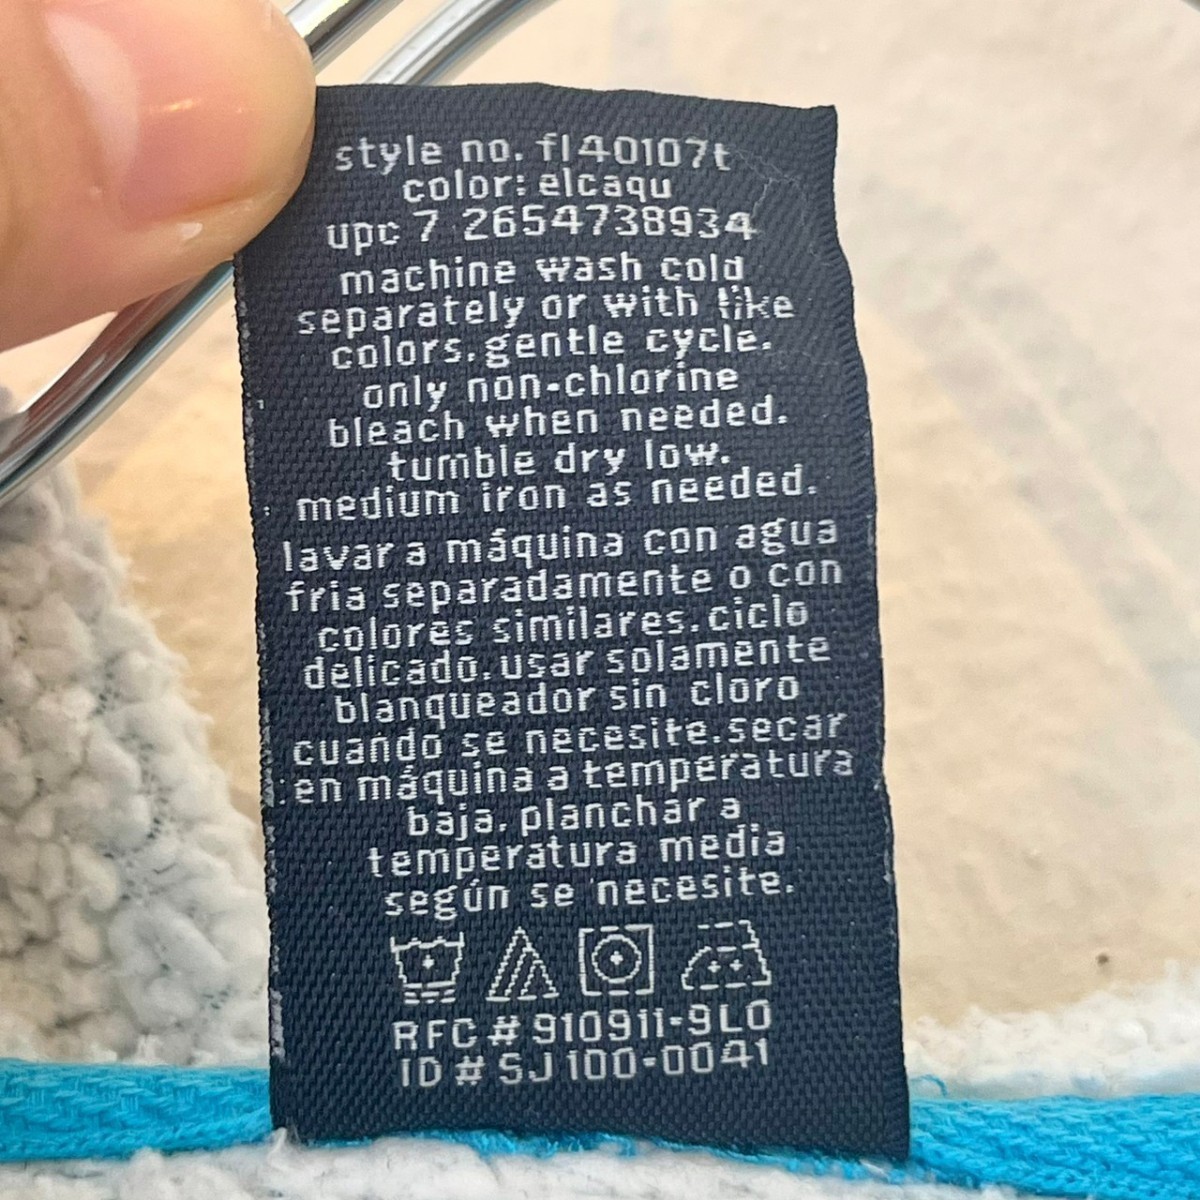 style no. fl40107t
color: elcaqu
upc 7 2654738934
machine wash cold
separately or with like
colors. gentle cycle.
only non-chlorine
bleach when needed.
tumble dry low.
medium iron as needed.
lavar a máquina con agua
fria separadamente o con
colores similares. ciclo
delicado. usar solamente
blanqueador sin cloro
cuando se necesite. secar
en máquina a temperatura
baja. planchar a
temperatura media
según se necesite.
RFC # 910911-9L0
ID # SJ100-0041